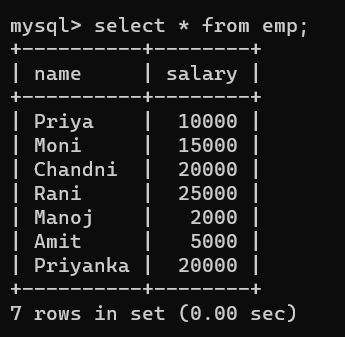 mysql> select * from emp;
+----------+--------+
| name     | salary |
+----------+--------+
| Priya    |  10000 |
| Moni     |  15000 |
| Chandni  |  20000 |
| Rani     |  25000 |
| Manoj    |   2000 |
| Amit     |   5000 |
| Priyanka |  20000 |
+----------+--------+
7 rows in set (0.00 sec)